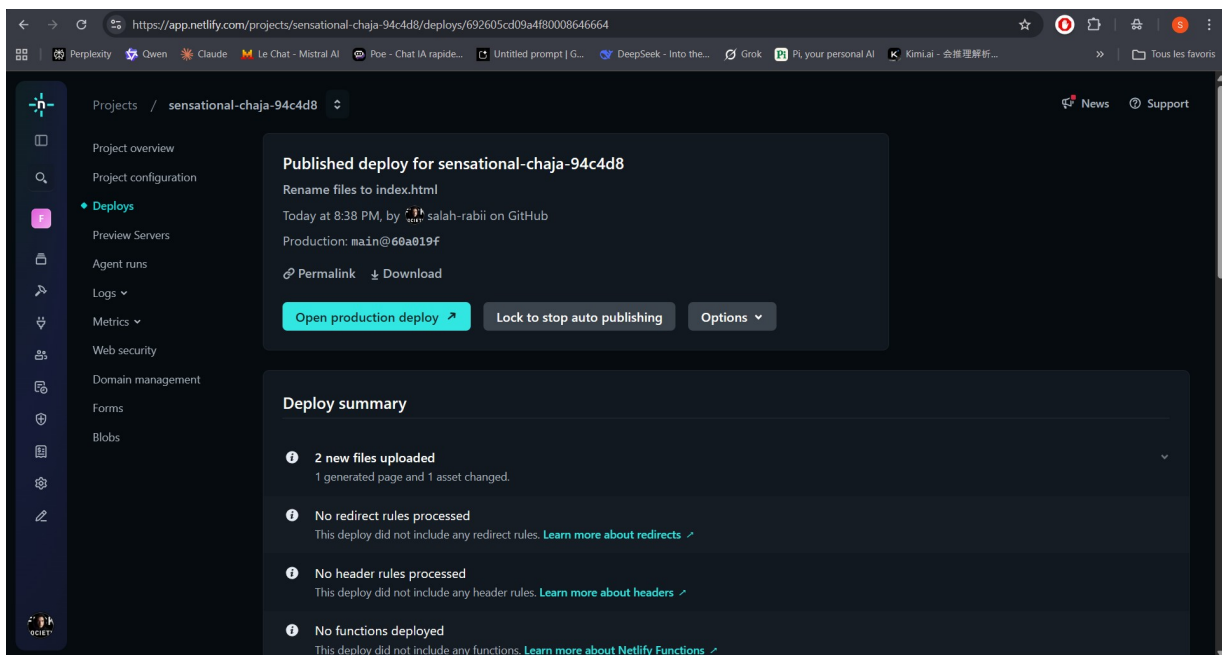 https://app.netlify.com/projects/sensational-chaja-94c4d8/deploys/692605cd09a4f80008646664
S
Perplexity Qwen Claude Le Chat - Mistral AI Poe - Chat IA rapide... Untitled prompt | G... DeepSeek - Into the... Grok Pi, your personal AI Kimi.ai - 会推理解析... » Tous les favoris
Projects / sensational-chaja-94c4d8
News Support
Project overview
Project configuration
Deploys
Preview Servers
Agent runs
Logs
Metrics
Web security
Domain management
Forms
Blobs
F
OCIET
Published deploy for sensational-chaja-94c4d8
Rename files to index.html
Today at 8:38 PM, by salah-rabii on GitHub
Production: main@60a019f
Permalink Download
Open production deploy ↗ Lock to stop auto publishing Options
Deploy summary
2 new files uploaded
1 generated page and 1 asset changed.
No redirect rules processed
This deploy did not include any redirect rules. Learn more about redirects ↗
No header rules processed
This deploy did not include any header rules. Learn more about headers ↗
No functions deployed
This deploy did not include any functions. Learn more about Netlify Functions ↗